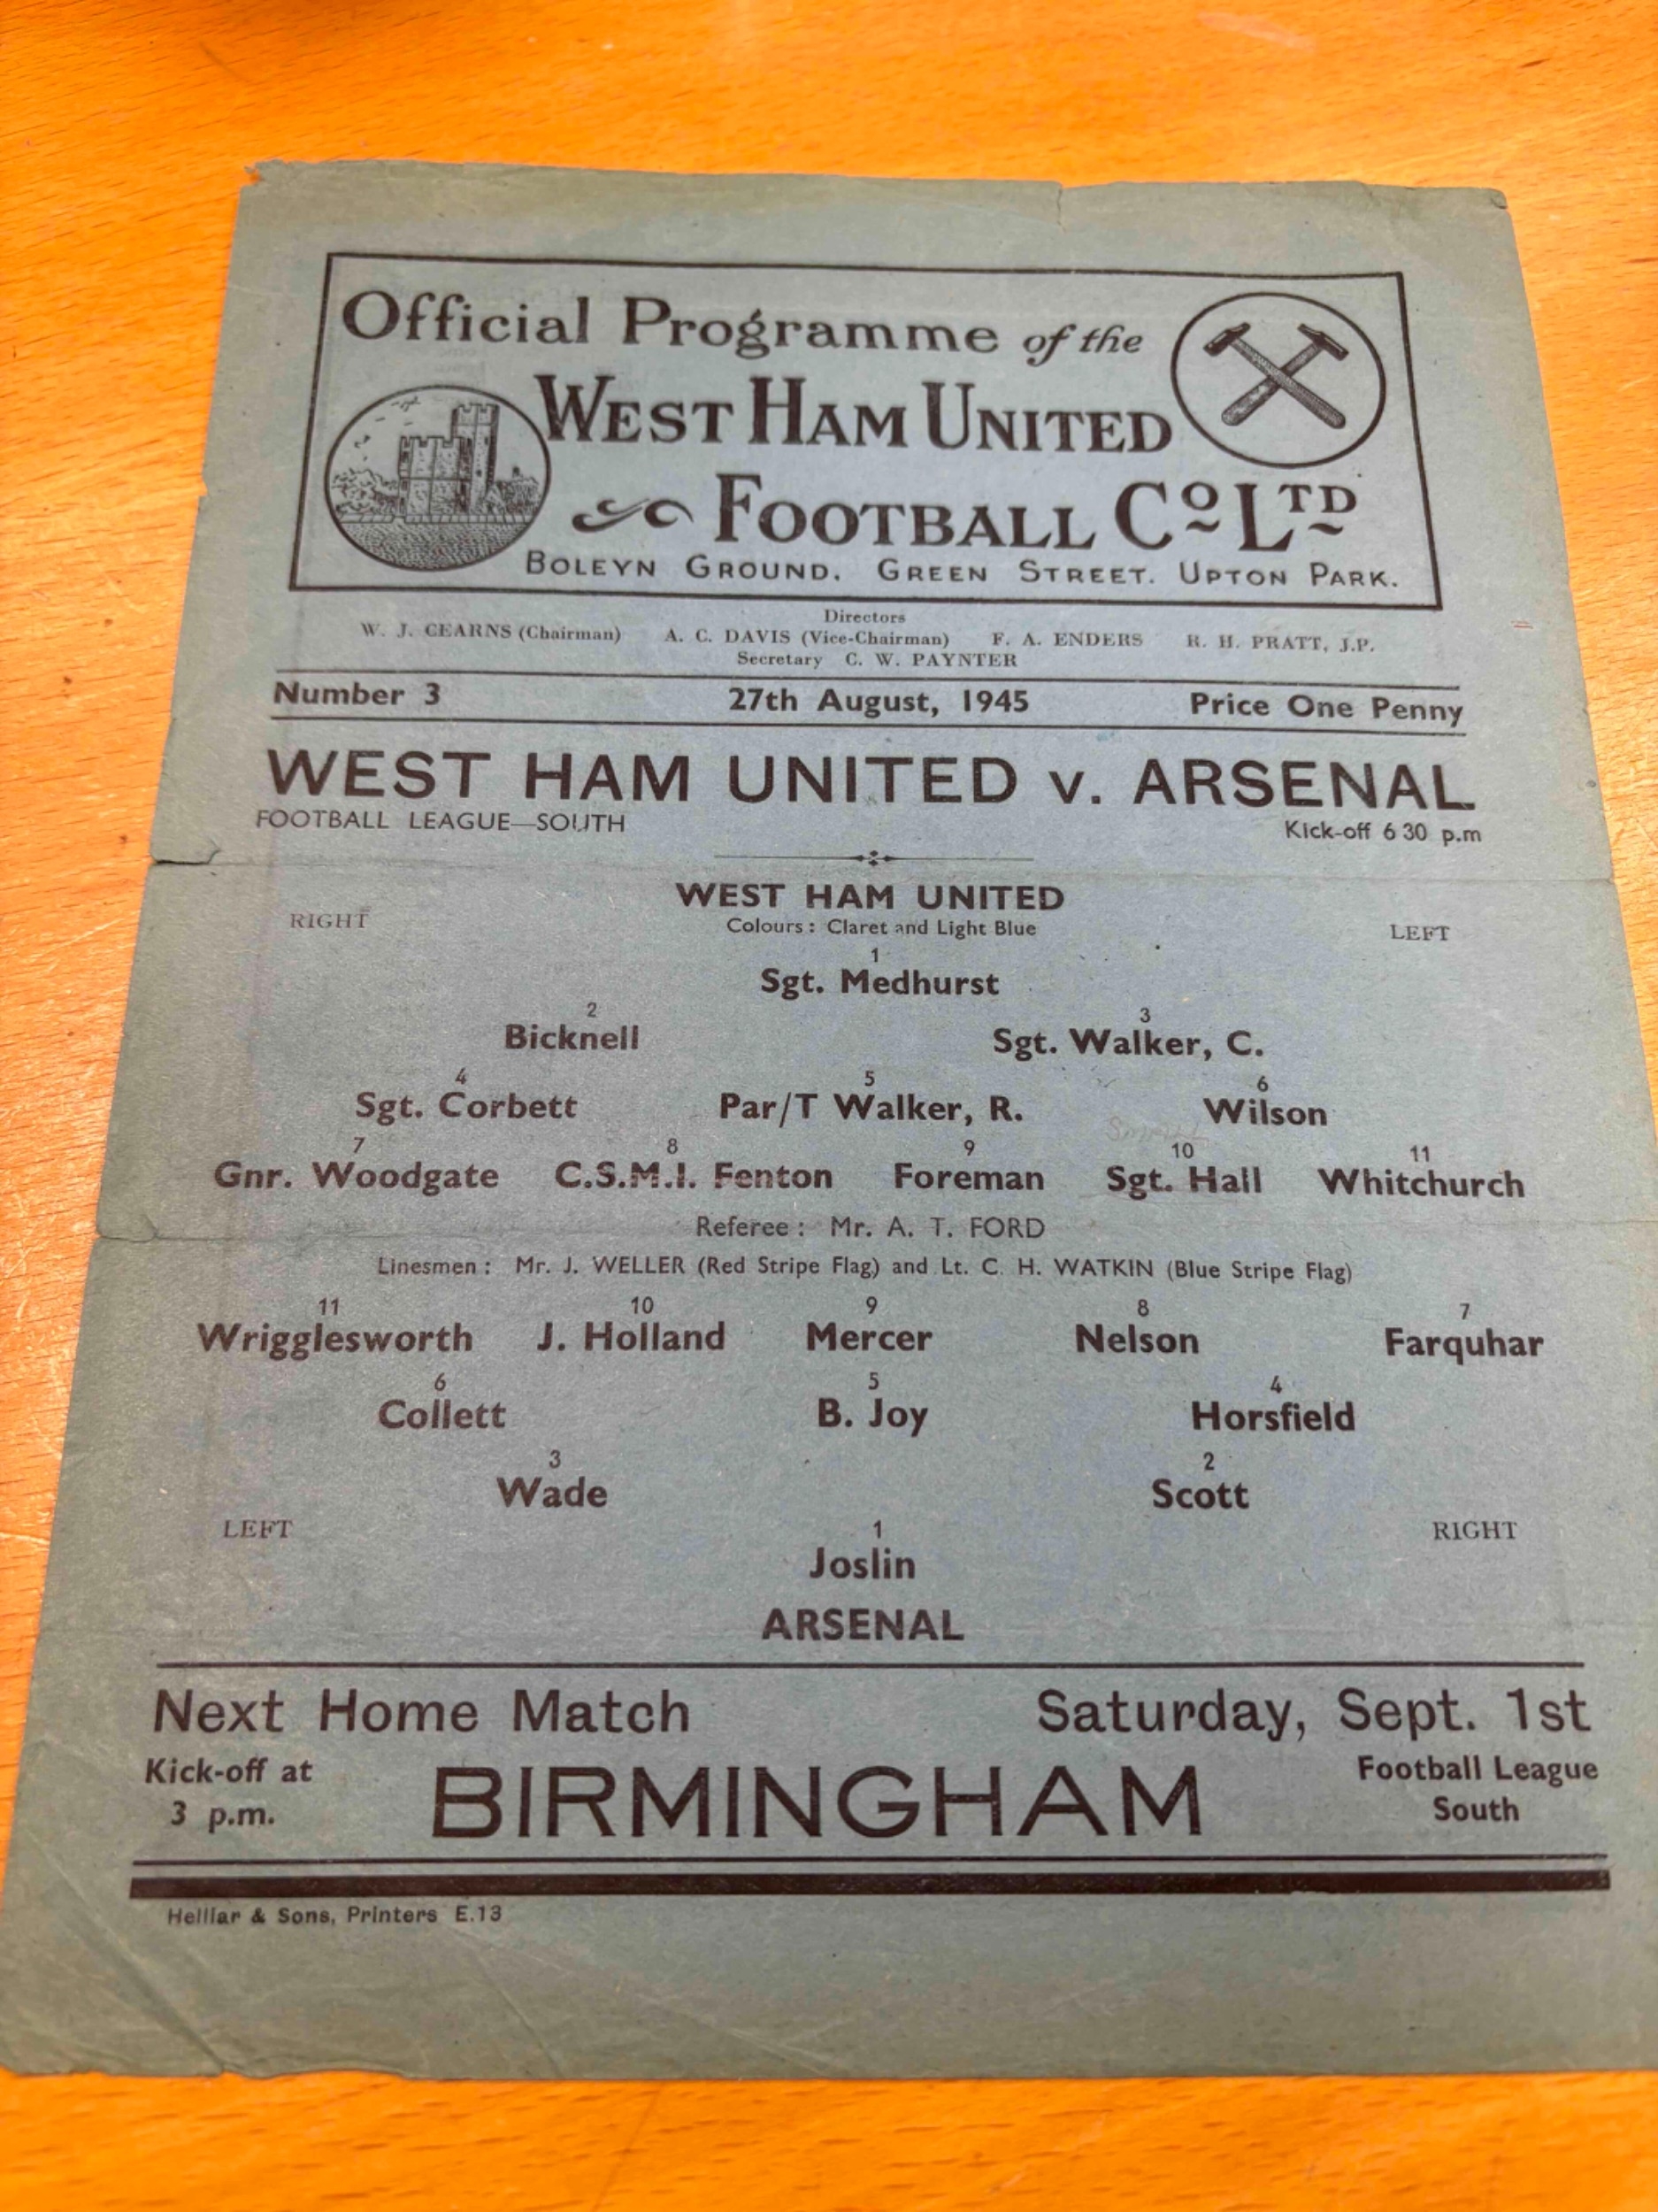 Official Programme of the
WEST HAM UNITED
FOOTBALL Co LTD
BOLEYN GROUND. GREEN STREET. UPTON PARK.
Directors
W. J. CEARNS (Chairman) A. C. DAVIS (Vice-Chairman) F. A. ENDERS R. H. PRATT, J.P.
Secretary C. W. PAYNTER
Number 3 27th August, 1945 Price One Penny
WEST HAM UNITED v. ARSENAL
FOOTBALL LEAGUE—SOUTH Kick-off 6 30 p.m
WEST HAM UNITED
RIGHT Colours : Claret and Light Blue LEFT
1
Sgt. Medhurst
2 3
Bicknell Sgt. Walker, C.
4 5 6
Sgt. Corbett Par/T Walker, R. Wilson
7 8 9 10 11
Gnr. Woodgate C.S.M.I. Fenton Foreman Sgt. Hall Whitchurch
Referee : Mr. A. T. FORD
Linesmen : Mr. J. WELLER (Red Stripe Flag) and Lt. C. H. WATKIN (Blue Stripe Flag)
11 10 9 8 7
Wrigglesworth J. Holland Mercer Nelson Farquhar
6 5 4
Collett B. Joy Horsfield
3 2
Wade Scott
LEFT 1 RIGHT
Joslin
ARSENAL
Next Home Match Saturday, Sept. 1st
Kick-off at 3 p.m. BIRMINGHAM Football League South
Helliar & Sons, Printers E.13